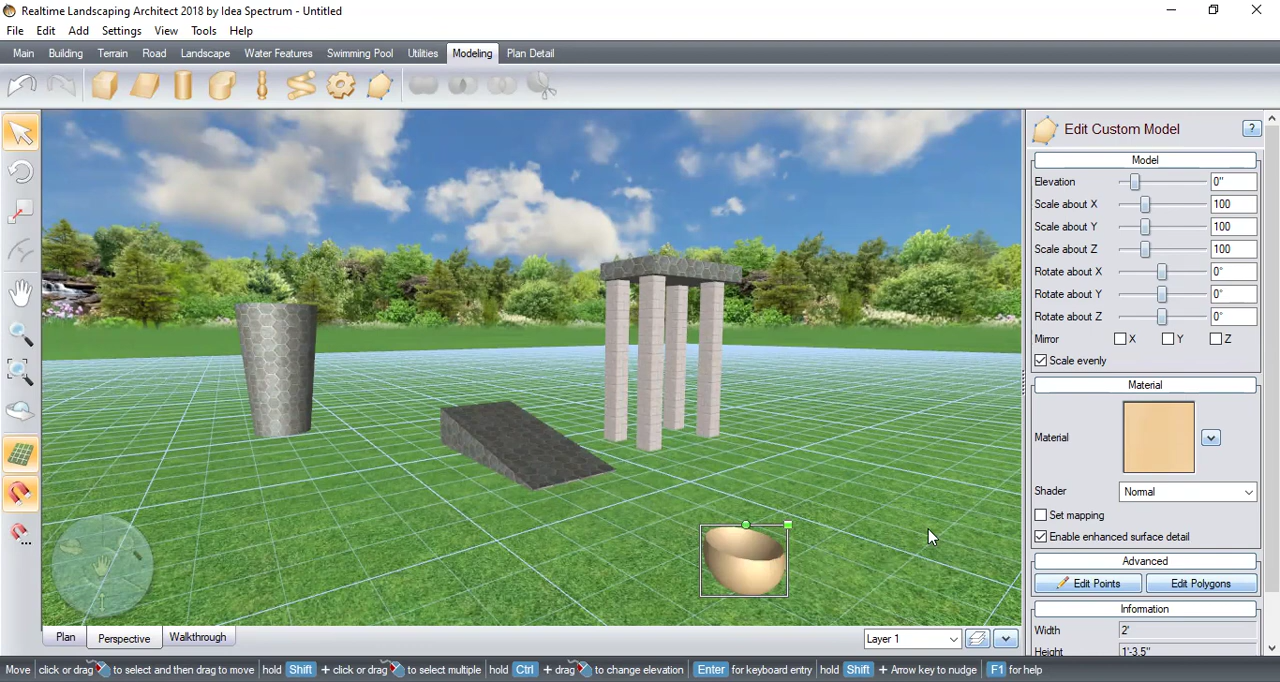 Realtime Landscaping Architect 2018 by Idea Spectrum - Untitled
File Edit Add Settings View Tools Help
Main Building Terrain Road Landscape Water Features Swimming Pool Utilities Modeling Plan Detail
Edit Custom Model ?
Model
Elevation 0"
Scale about X 100
Scale about Y 100
Scale about Z 100
Rotate about X 0°
Rotate about Y 0°
Rotate about Z 0°
Mirror X Y Z
Scale evenly
Material
Material
Shader Normal
Set mapping
Enable enhanced surface detail
Advanced
Edit Points Edit Polygons
Information
Width 2'
Height 1'-3.5"
Plan Perspective Walkthrough Layer 1
Move click or drag to select and then drag to move hold Shift + click or drag to select multiple hold Ctrl + drag to change elevation Enter for keyboard entry hold Shift + Arrow key to nudge F1 for help